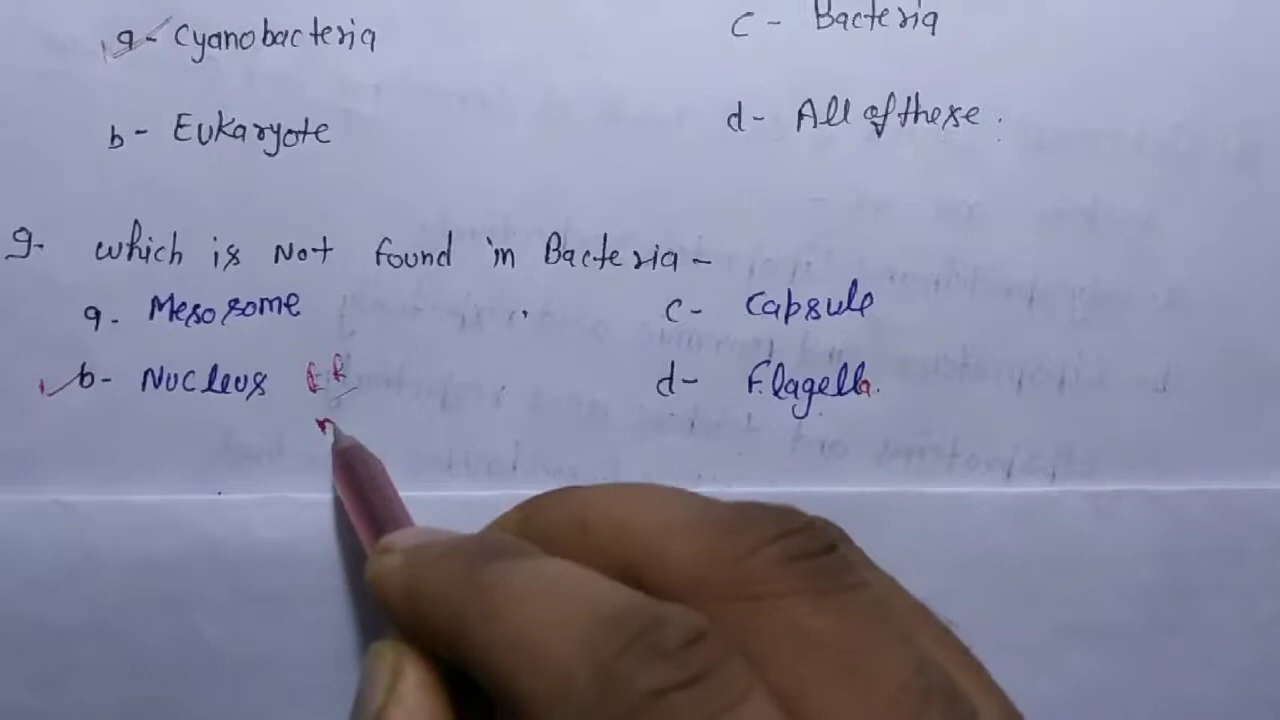 a- Cyanobacteria
c- Bacteria
b- Eukaryote
d- All of these.
9- which is Not found in Bacteria-
a. Mesosome
c- Capsule
b- Nucleus
d- Flagella.